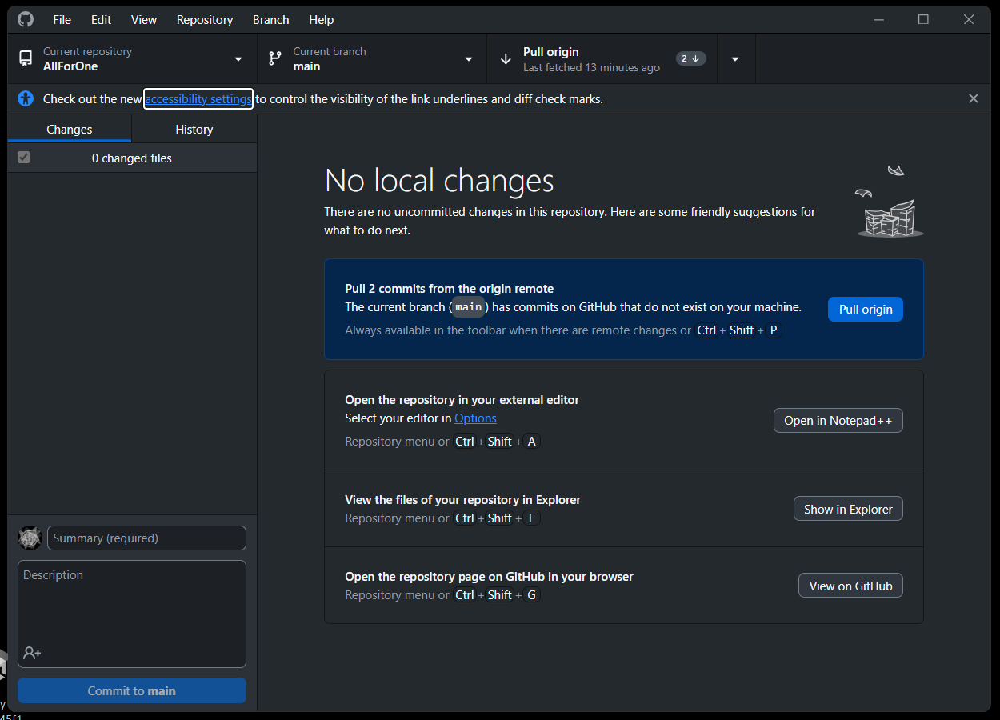 File Edit View Repository Branch Help
Current repository
AllForOne
Current branch
main
Pull origin
Last fetched 13 minutes ago
2
Check out the new accessibility settings to control the visibility of the link underlines and diff check marks.
Changes
History
0 changed files
No local changes
There are no uncommitted changes in this repository. Here are some friendly suggestions for
what to do next.
Pull 2 commits from the origin remote
The current branch (main) has commits on GitHub that do not exist on your machine.
Always available in the toolbar when there are remote changes or Ctrl + Shift + P
Pull origin
Open the repository in your external editor
Select your editor in Options
Repository menu or Ctrl + Shift + A
Open in Notepad++
View the files of your repository in Explorer
Repository menu or Ctrl + Shift + F
Show in Explorer
Open the repository page on GitHub in your browser
Repository menu or Ctrl + Shift + G
View on GitHub
Summary (required)
Description
Commit to main
y